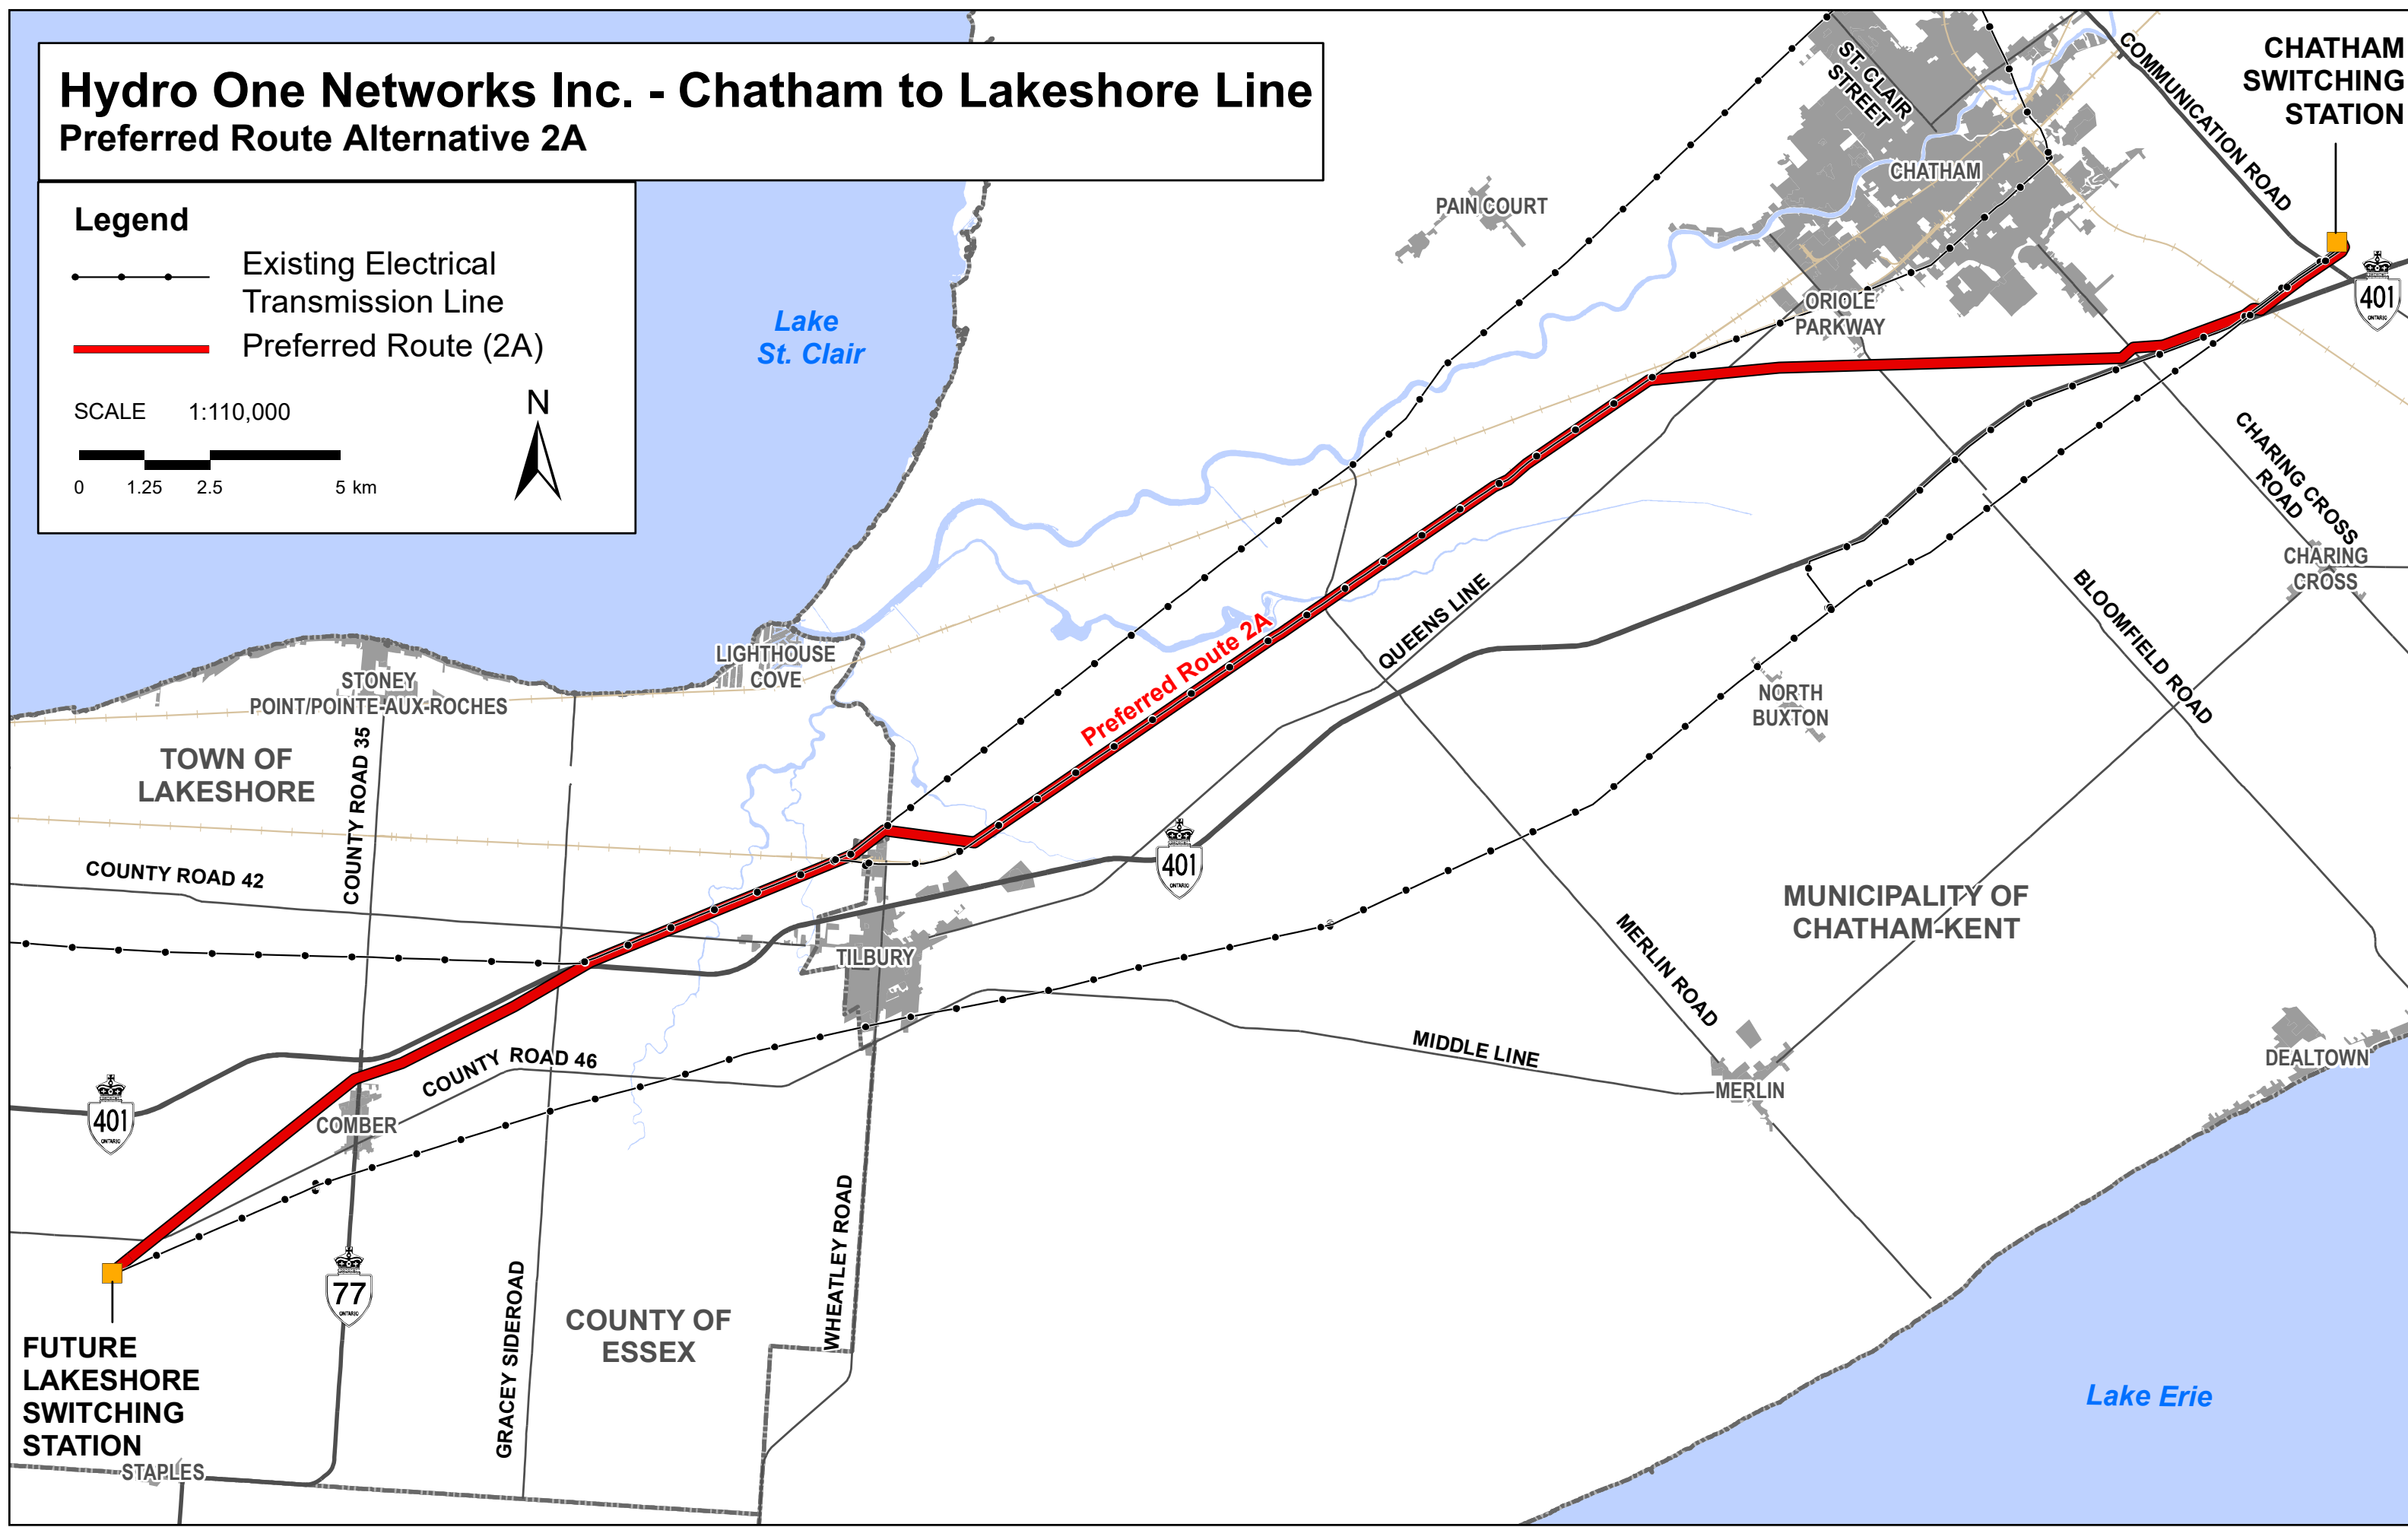 Hydro One Networks Inc. - Chatham to Lakeshore Line
Preferred Route Alternative 2A
Legend
Existing Electrical
Transmission Line
Preferred Route (2A)
SCALE 1:110,000
N
0 1.25 2.5 5 km
Lake
St. Clair
PAIN COURT
ST. CLAIR
STREET
CHATHAM
COMMUNICATION ROAD
CHATHAM
SWITCHING
STATION
401
ONTARIO
ORIOLE
PARKWAY
CHARING CROSS
ROAD
CHARING
CROSS
BLOOMFIELD ROAD
QUEENS LINE
Preferred Route 2A
NORTH
BUXTON
LIGHTHOUSE
COVE
STONEY
POINT/POINTE-AUX-ROCHES
TOWN OF
LAKESHORE
COUNTY ROAD 35
COUNTY ROAD 42
401
ONTARIO
MUNICIPALITY OF
CHATHAM-KENT
TILBURY
MERLIN ROAD
MIDDLE LINE
MERLIN
DEALTOWN
COUNTY ROAD 46
401
ONTARIO
COMBER
77
ONTARIO
WHEATLEY ROAD
GRACEY SIDEROAD
COUNTY OF
ESSEX
FUTURE
LAKESHORE
SWITCHING
STATION
STAPLES
Lake Erie